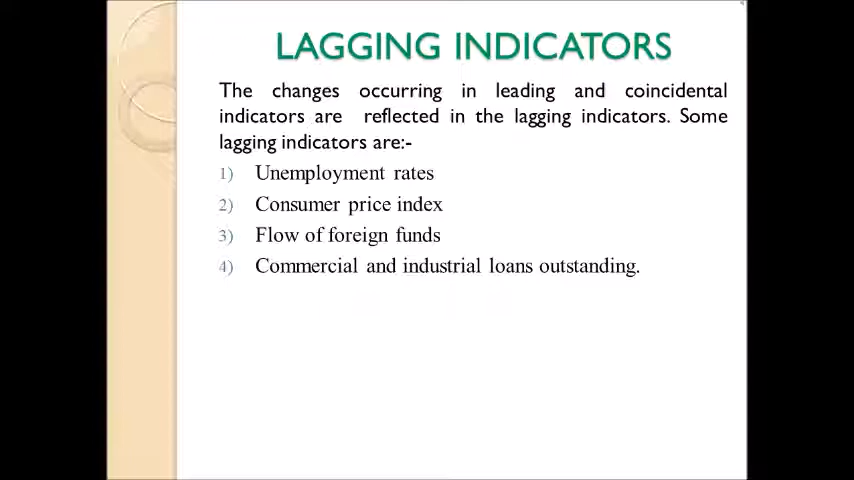 LAGGING INDICATORS
The changes occurring in leading and coincidental
indicators are reflected in the lagging indicators. Some
lagging indicators are:-
1) Unemployment rates
2) Consumer price index
3) Flow of foreign funds
4) Commercial and industrial loans outstanding.